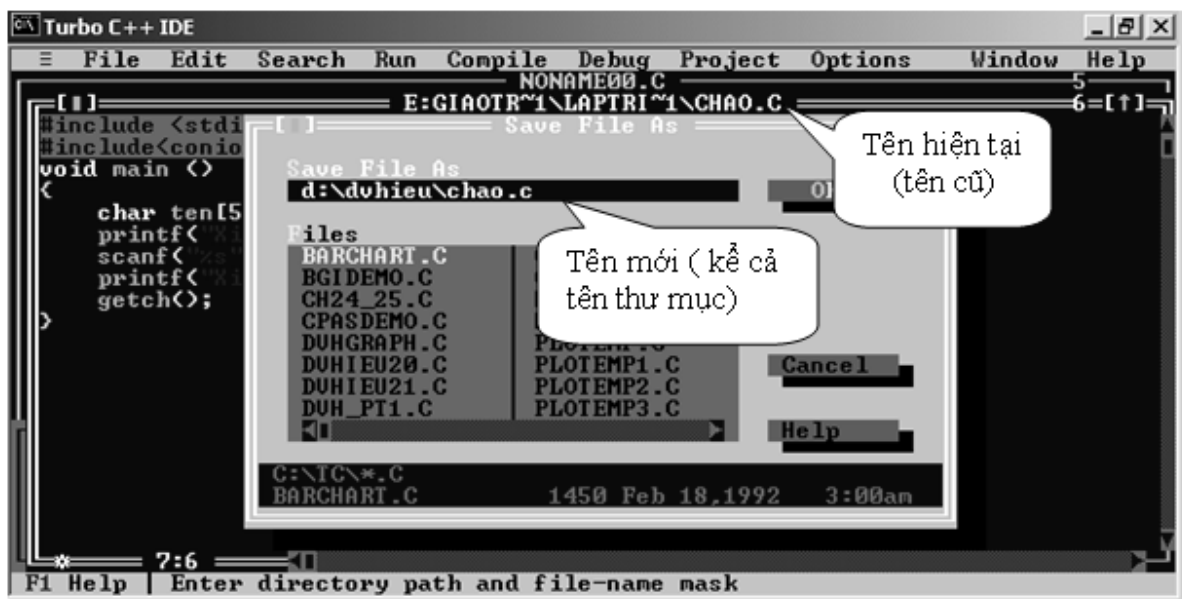 Turbo C++ IDE
≡ File Edit Search Run Compile Debug Project Options Window Help
NONAME00.C 5
E:GIAOTR~1\LAPTRI~1\CHAO.C 6=[↑]
#include <stdi
#include<conio
void main ()
{
char ten[5
printf("Xi
scanf("%s"
printf("Xi
getch();
}
Save File As
Save File As
d:\dvhieu\chao.c
Files
BARCHART.C
BGIDEMO.C
CH24_25.C
CPASDEMO.C
DVHGRAPH.C
DVHIEU20.C PLOTEMP1.C
DVHIEU21.C PLOTEMP2.C
DVH_PT1.C PLOTEMP3.C
Cancel
Help
C:\TC\*.C
BARCHART.C 1450 Feb 18,1992 3:00am
Tên hiện tại
(tên cũ)
Tên mới ( kể cả
tên thư mục)
7:6
F1 Help | Enter directory path and file-name mask